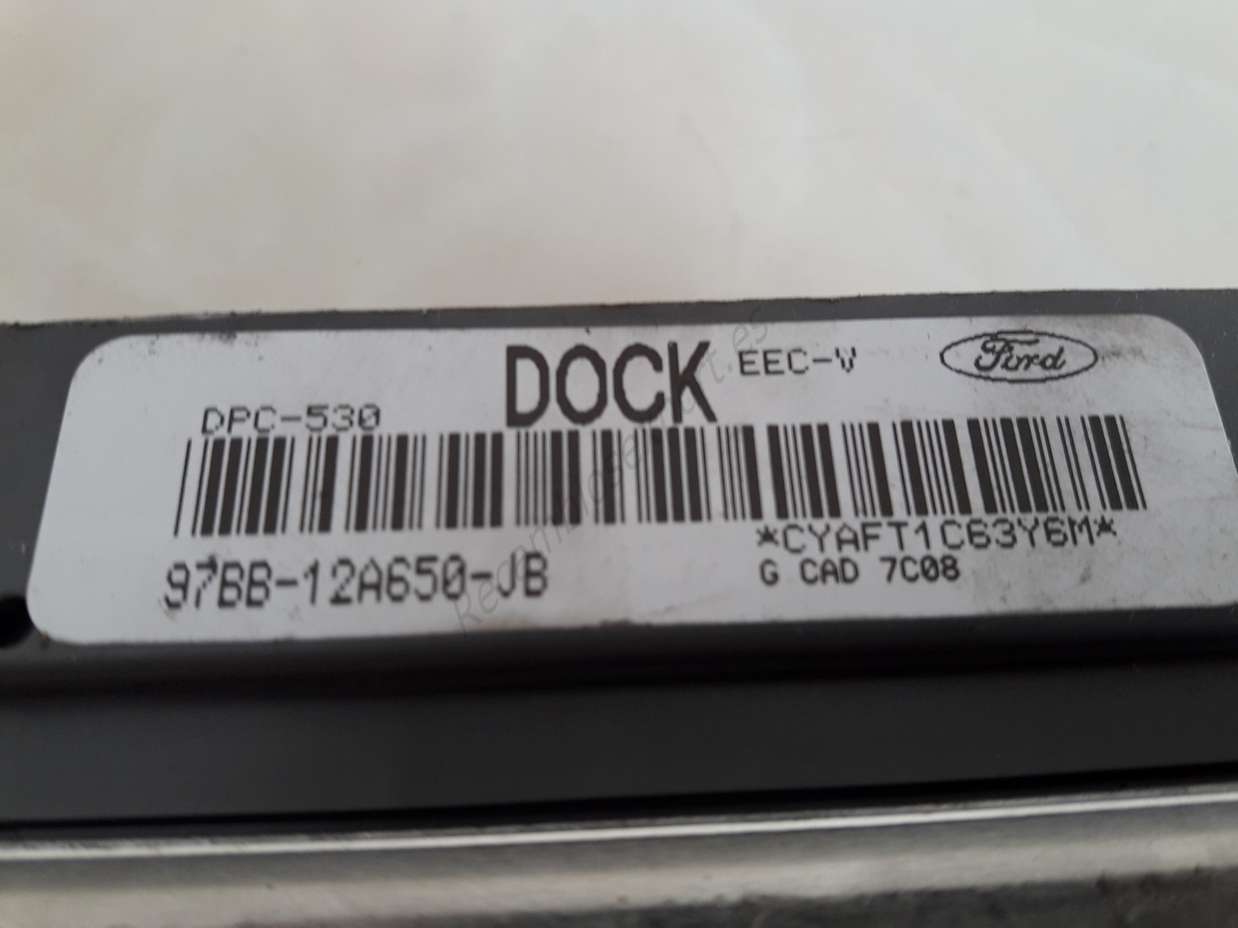 DOCK EEC-V Ford
DPC-530
*CYAFT1C63Y6M*
97BB-12A650-JB
G CAD 7C08